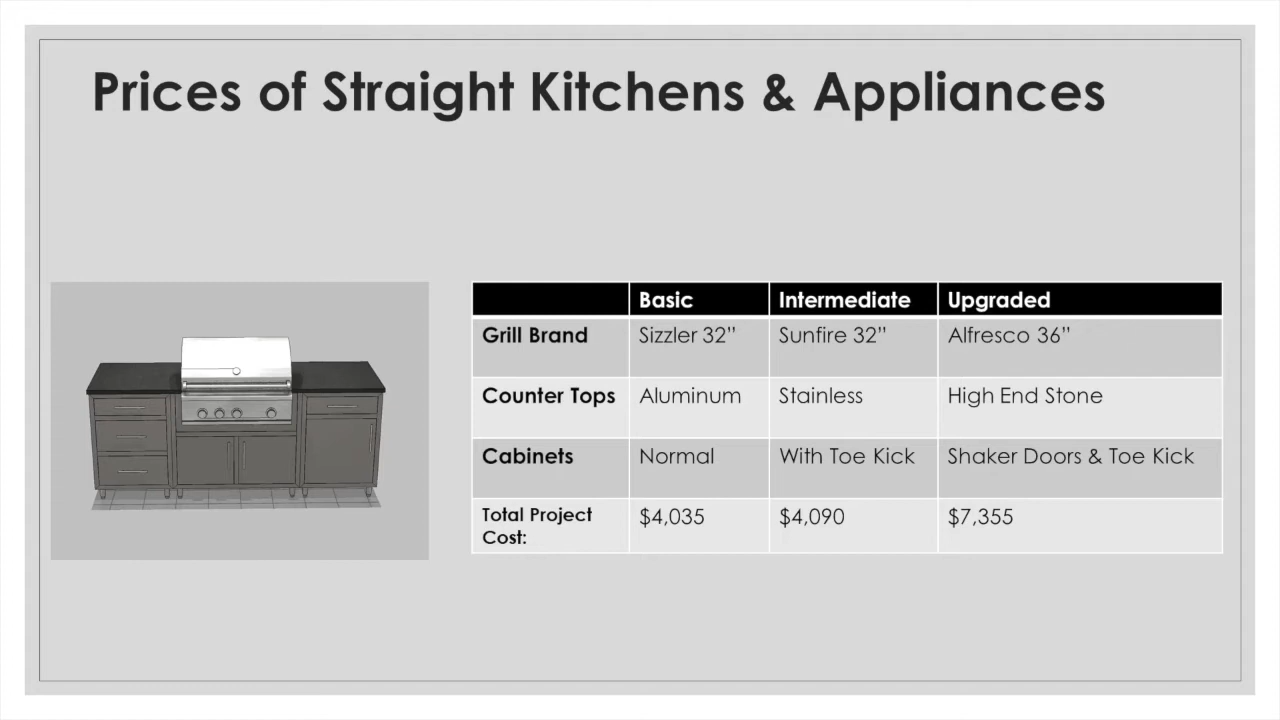 Prices of Straight Kitchens & Appliances
Basic Intermediate Upgraded
Grill Brand Sizzler 32” Sunfire 32” Alfresco 36”
Counter Tops Aluminum Stainless High End Stone
Cabinets Normal With Toe Kick Shaker Doors & Toe Kick
Total Project $4,035 $4,090 $7,355
Cost: